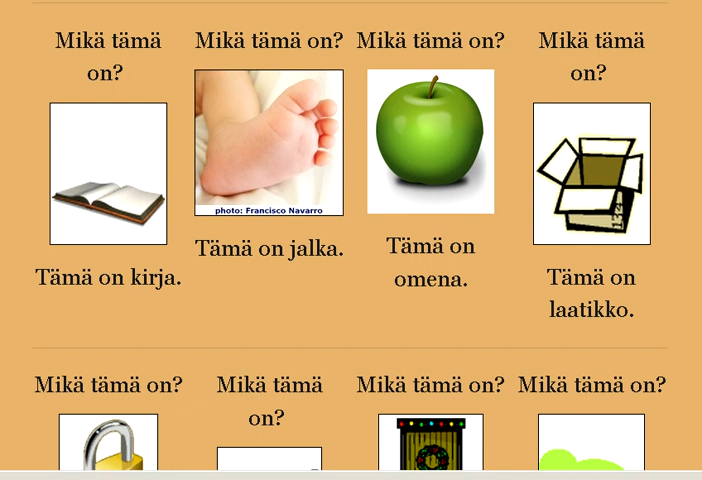 Mikä tämä
on?
Tämä on kirja.
Mikä tämä on?
photo: Francisco Navarro
Tämä on jalka.
Mikä tämä on?
Tämä on
omena.
Mikä tämä
on?
Tämä on
laatikko.
Mikä tämä on?
Mikä tämä
on?
Mikä tämä on?
Mikä tämä on?